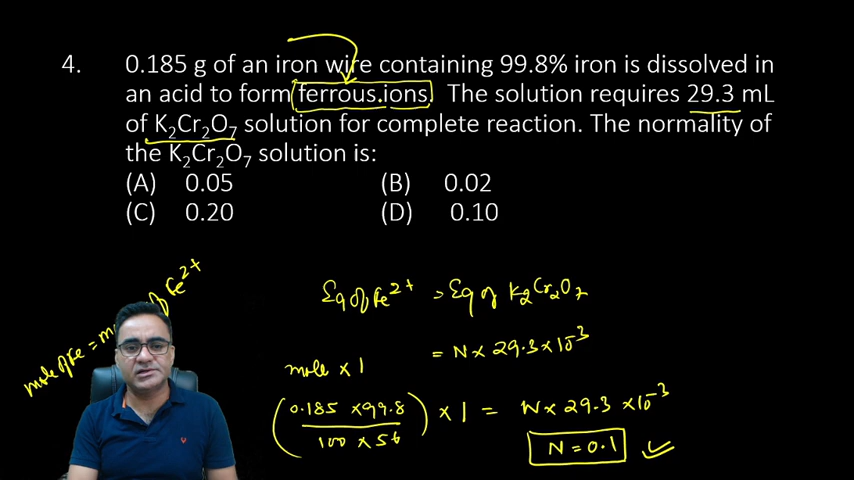 4. 0.185 g of an iron wire containing 99.8% iron is dissolved in
an acid to form ferrous ions. The solution requires 29.3 mL
of K₂Cr₂O₇ solution for complete reaction. The normality of
the K₂Cr₂O₇ solution is:
(A) 0.05 (B) 0.02
(C) 0.20 (D) 0.10
mole of Fe = m of Fe²⁺
Eq of Fe²⁺ = Eq of K₂Cr₂O₇
mole × 1 = N × 29.3 × 10⁻³
(0.185 × 99.8 / 100 × 56) × 1 = N × 29.3 × 10⁻³
N = 0.1